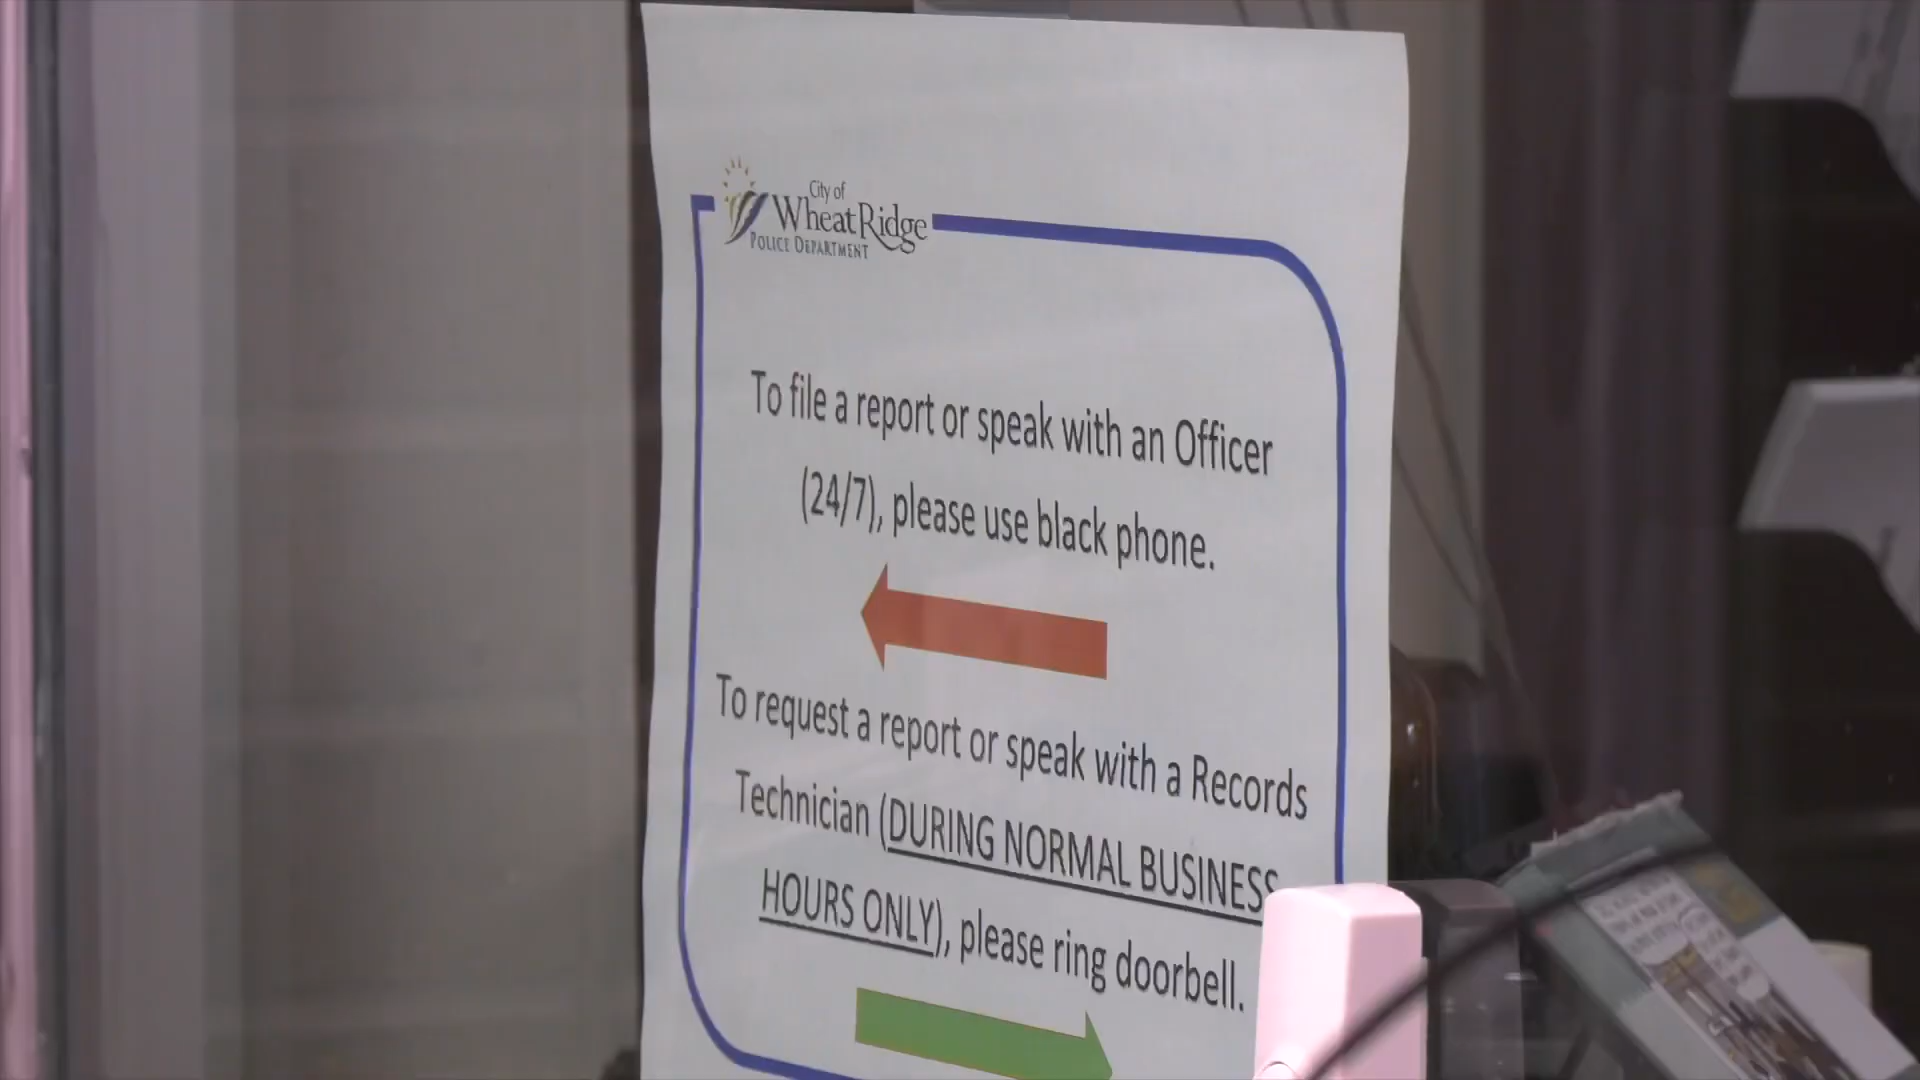 City of
Wheat Ridge
POLICE DEPARTMENT
To file a report or speak with an Officer
(24/7), please use black phone.
To request a report or speak with a Records
Technician (DURING NORMAL BUSINESS
HOURS ONLY), please ring doorbell.